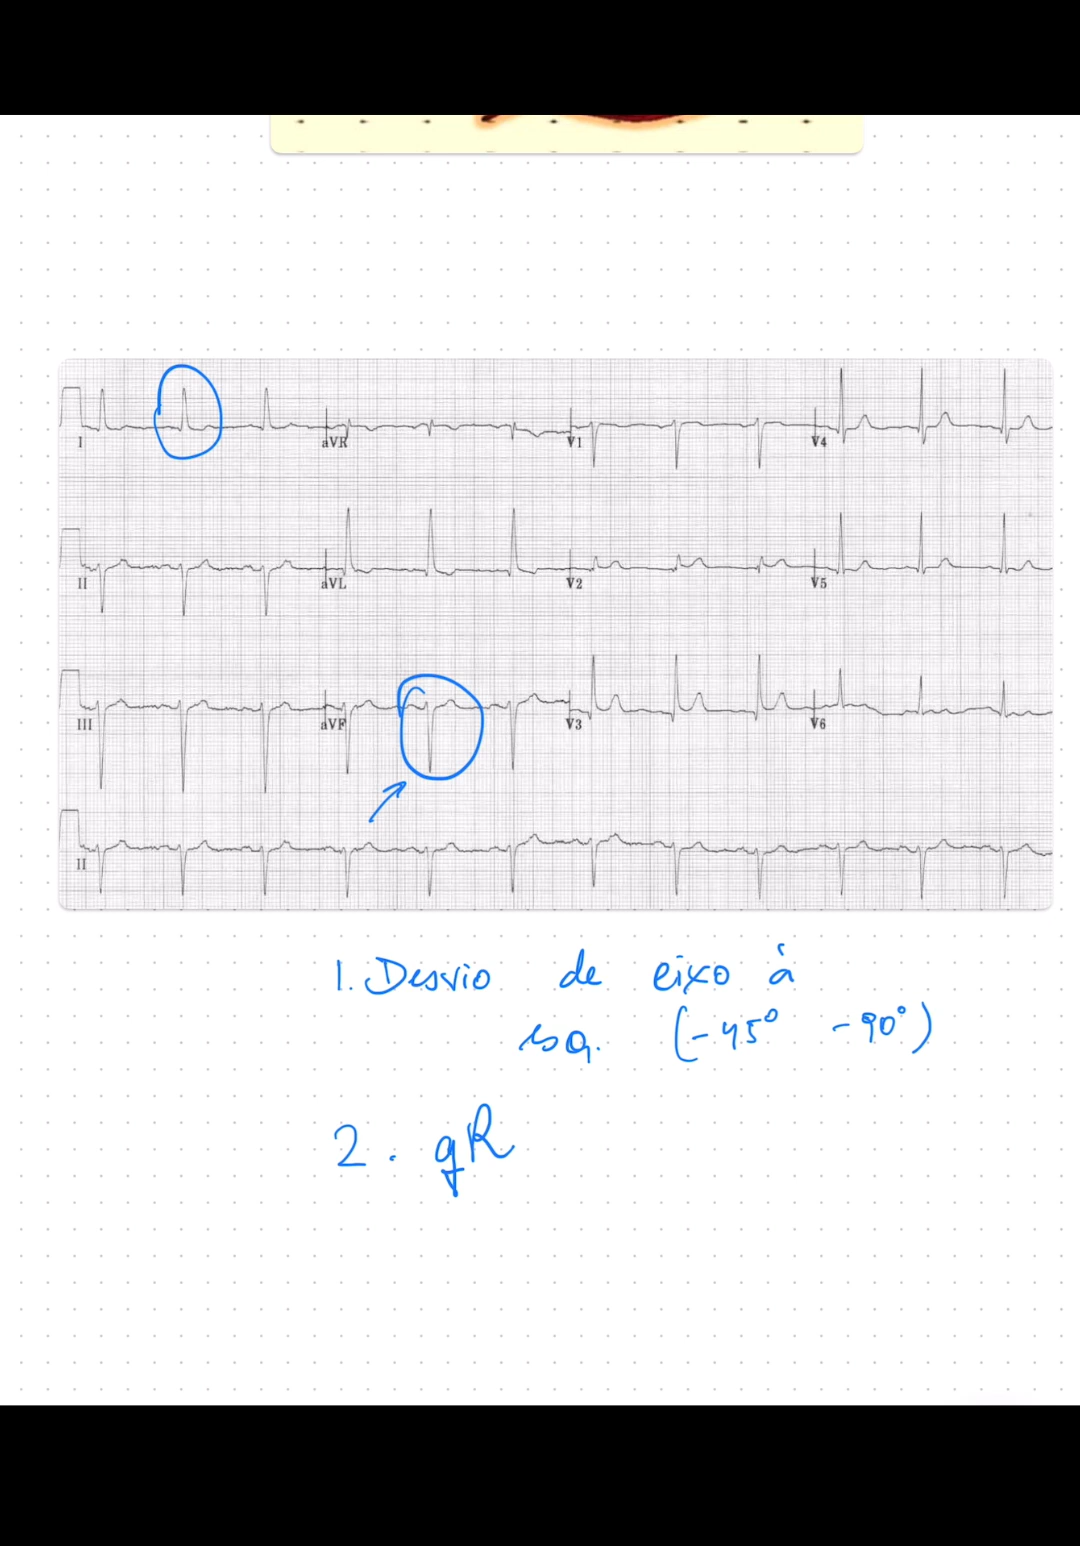 I aVR V1 V4
II aVL V2 V5
III aVF V3 V6
II
1. Desvio de eixo à
esq. (-45° -90°)
2. qR